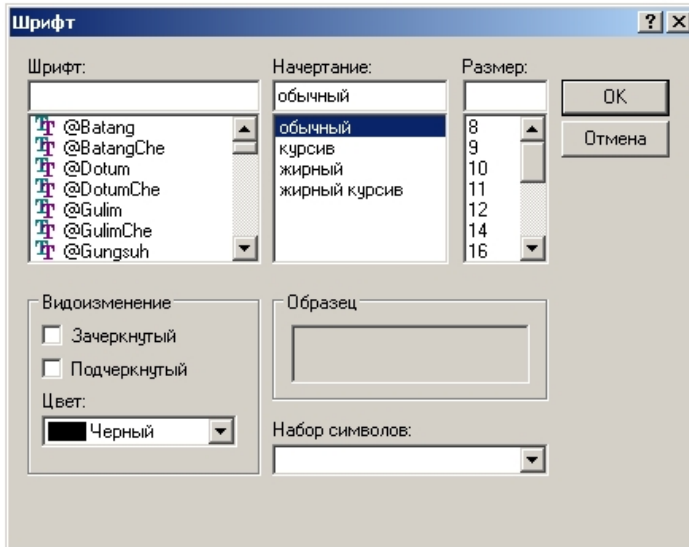 Шрифт
Шрифт:
@Batang
@BatangChe
@Dotum
@DotumChe
@Gulim
@GulimChe
@Gungsuh
Начертание:
обычный
обычный
курсив
жирный
жирный курсив
Размер:
8
9
10
11
12
14
16
OK
Отмена
Видоизменение
Зачеркнутый
Подчеркнутый
Цвет:
Черный
Образец
Набор символов: